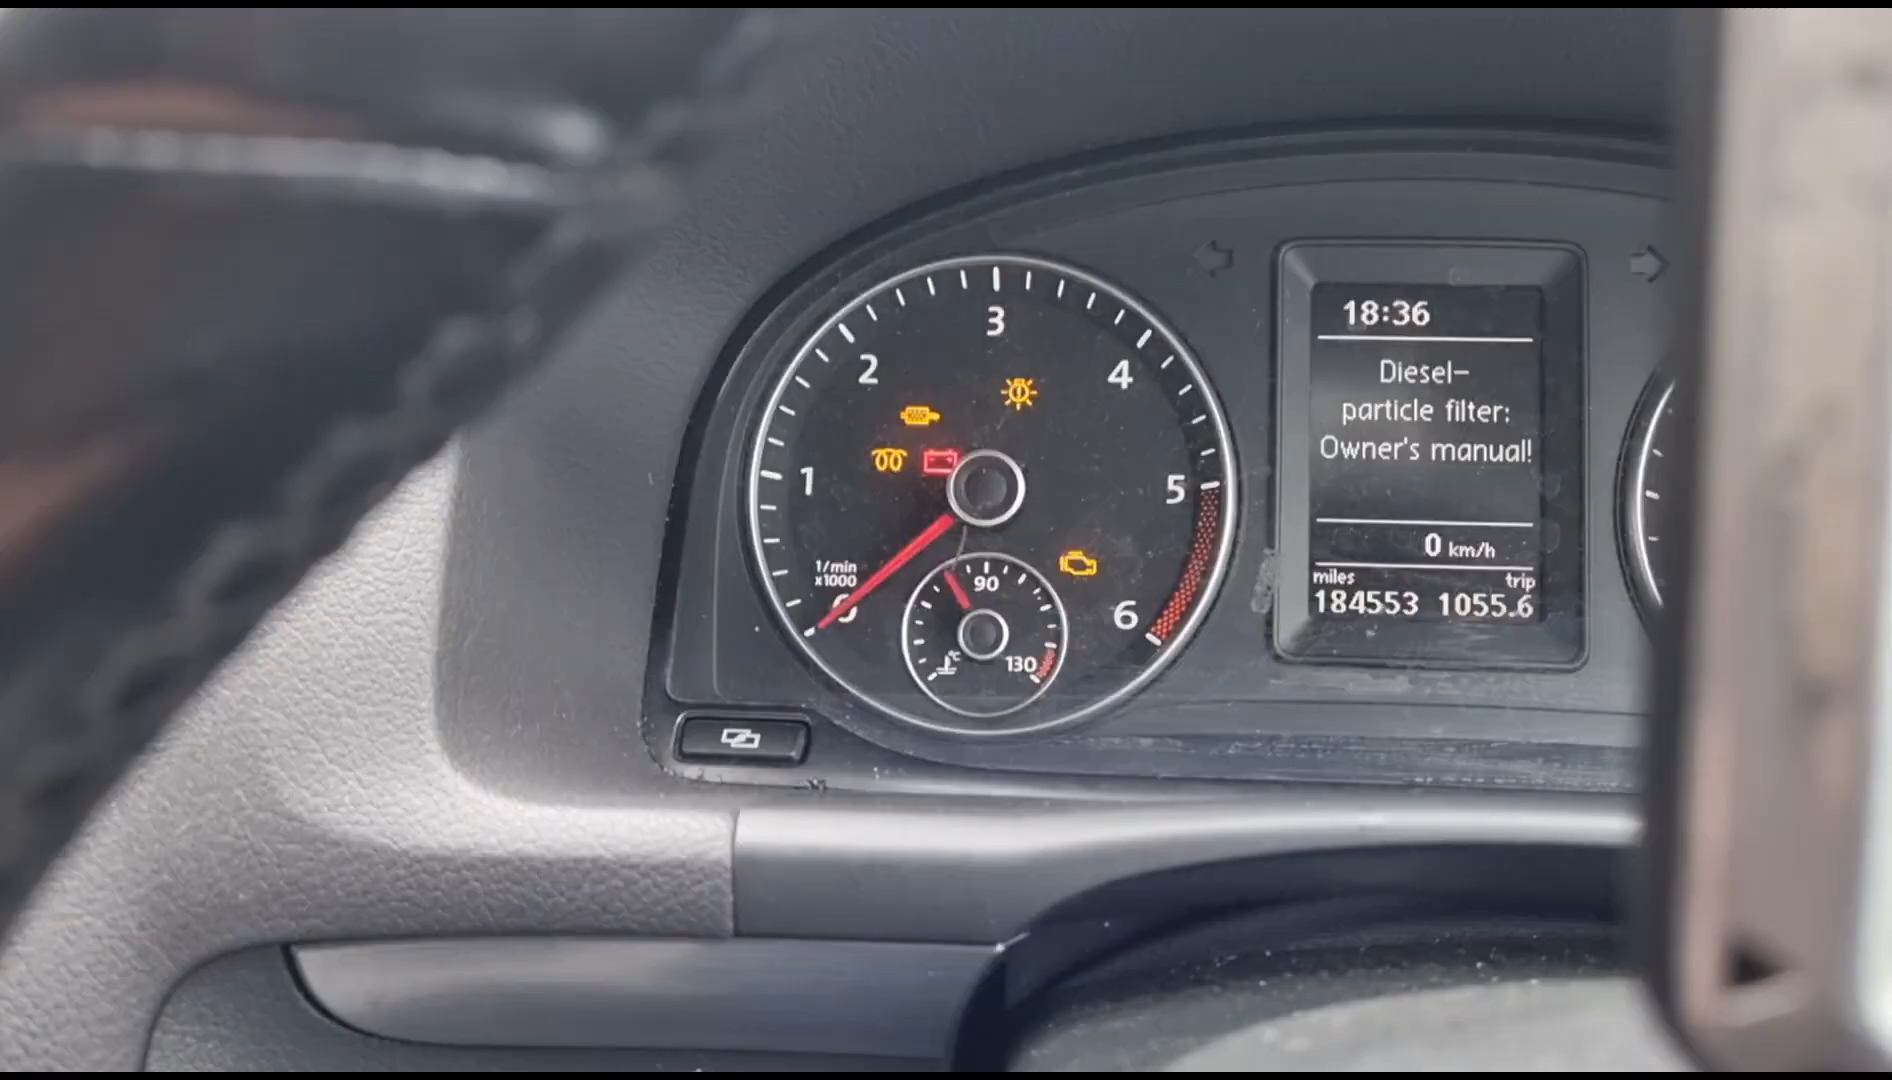 3
2
4
1
5
1/min
x1000
0
6
90
°C
130
18:36
Diesel-
particle filter:
Owner's manual!
0 km/h
miles trip
184553 1055.6